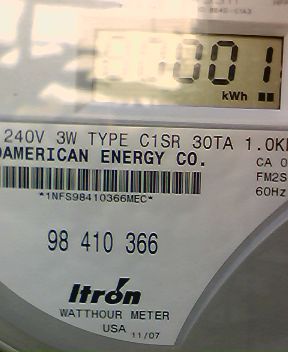 00001
kWh
240V 3W TYPE C1SR 30TA 1.0K
AMERICAN ENERGY CO.
CA 0
FM2S
60Hz
*1NFS98410366MEC*
98 410 366
Itron
WATTHOUR METER
USA 11/07